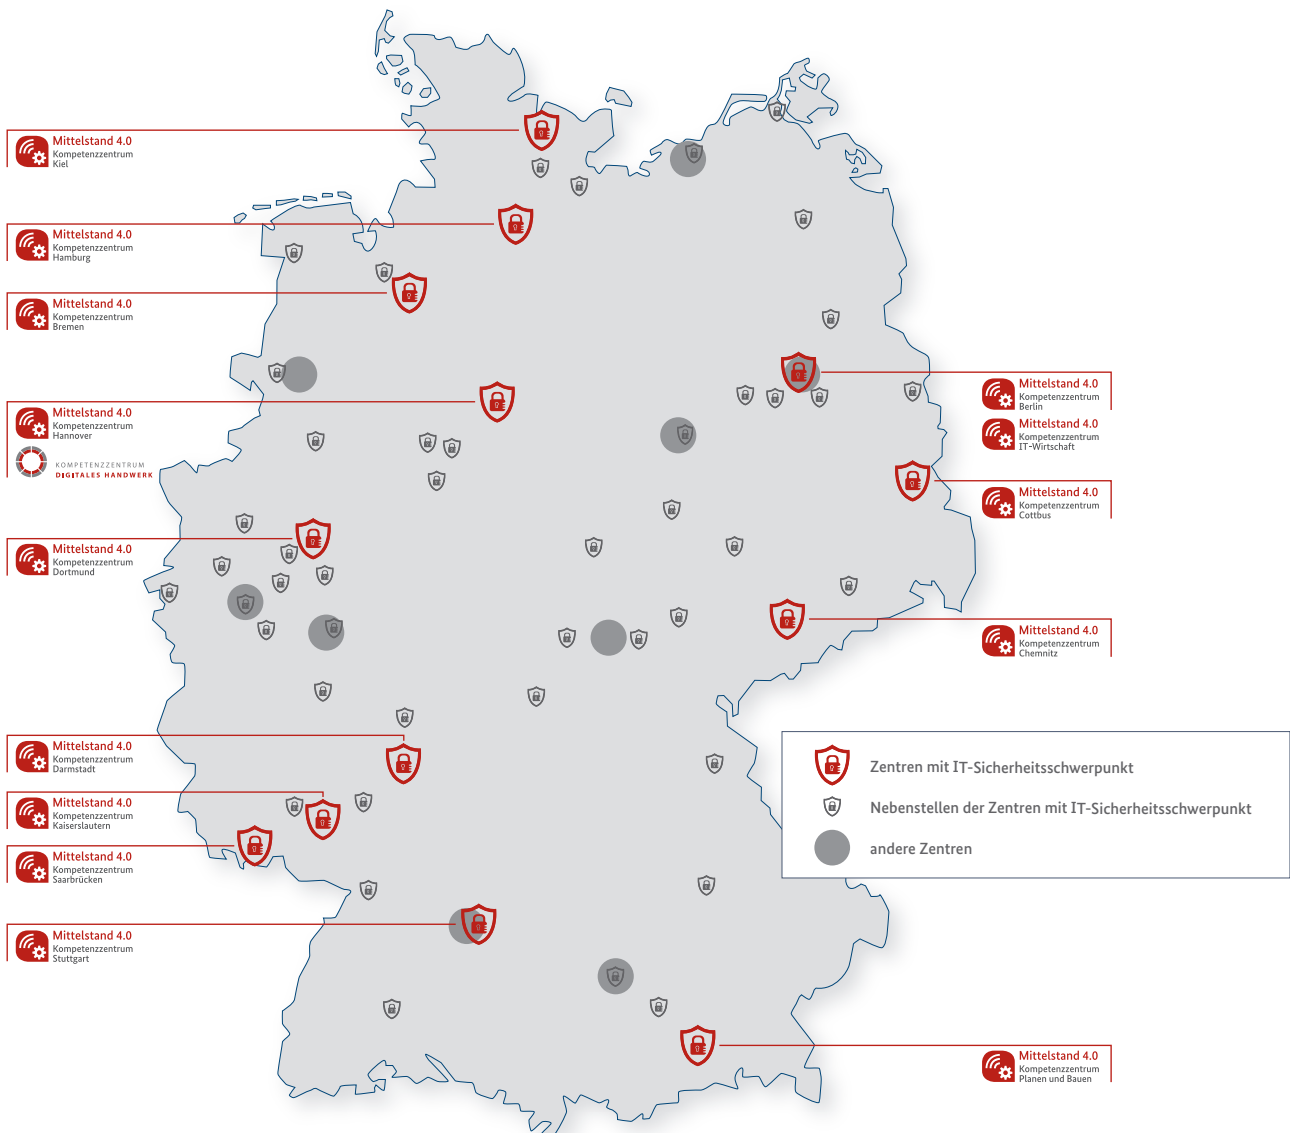 Mittelstand 4.0
Kompetenzzentrum
Kiel
Mittelstand 4.0
Kompetenzzentrum
Hamburg
Mittelstand 4.0
Kompetenzzentrum
Bremen
Mittelstand 4.0
Kompetenzzentrum
Hannover
KOMPETENZZENTRUM
DIGITALES HANDWERK
Mittelstand 4.0
Kompetenzzentrum
Dortmund
Mittelstand 4.0
Kompetenzzentrum
Darmstadt
Mittelstand 4.0
Kompetenzzentrum
Kaiserslautern
Mittelstand 4.0
Kompetenzzentrum
Saarbrücken
Mittelstand 4.0
Kompetenzzentrum
Stuttgart
Mittelstand 4.0
Kompetenzzentrum
Berlin
Mittelstand 4.0
Kompetenzzentrum
IT-Wirtschaft
Mittelstand 4.0
Kompetenzzentrum
Cottbus
Mittelstand 4.0
Kompetenzzentrum
Chemnitz
Zentren mit IT-Sicherheitsschwerpunkt
Nebenstellen der Zentren mit IT-Sicherheitsschwerpunkt
andere Zentren
Mittelstand 4.0
Kompetenzzentrum
Planen und Bauen